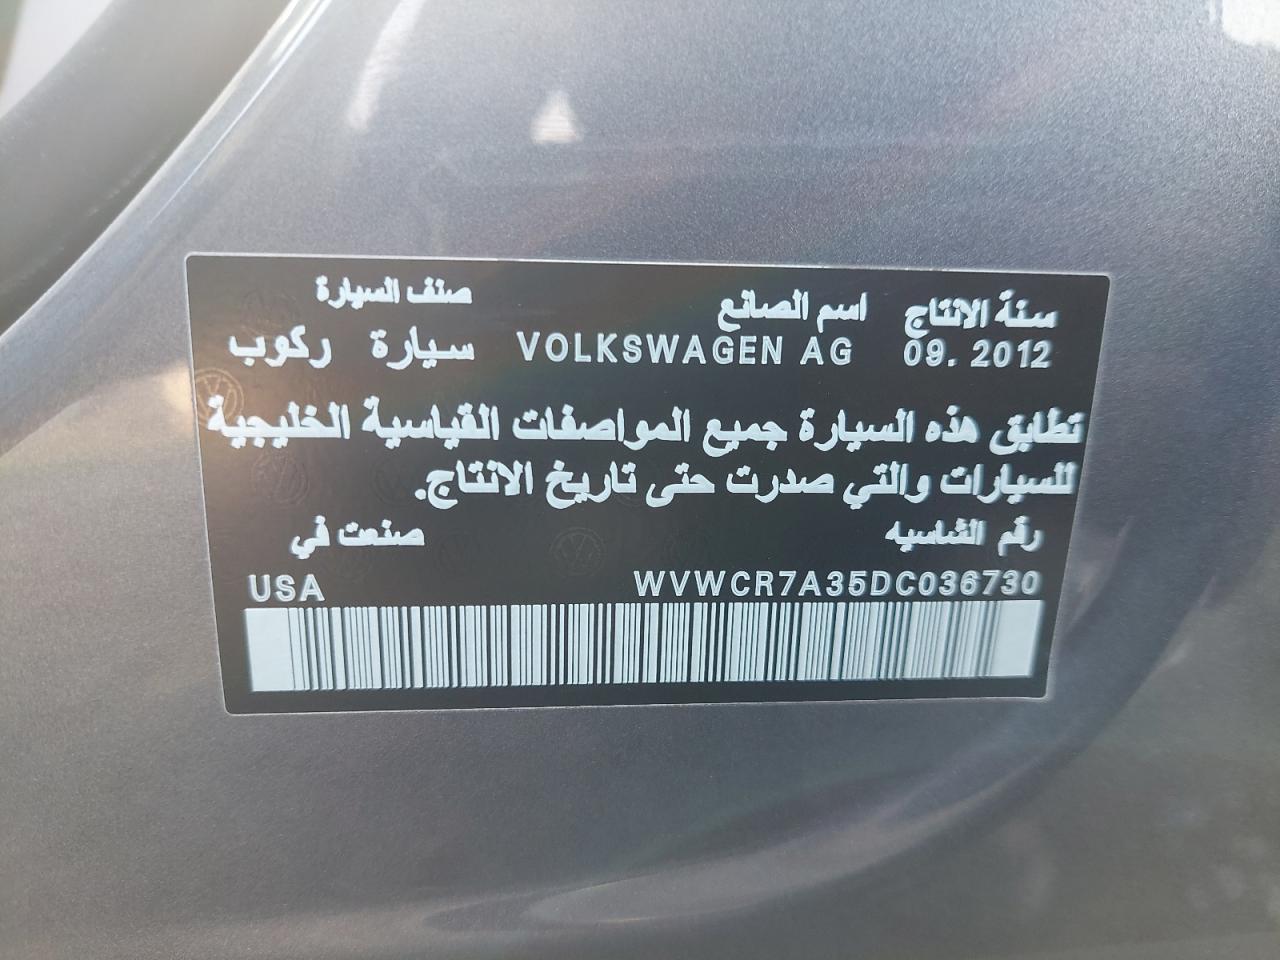 سنة الانتاج اسم الصانع صنف السيارة
09. 2012 VOLKSWAGEN AG سيارة ركوب
تطابق هذه السيارة جميع المواصفات القياسية الخليجية
للسيارات والتي صدرت حتى تاريخ الانتاج.
رقم الشاسيه صنعت في
WVWCR7A35DC036730 USA